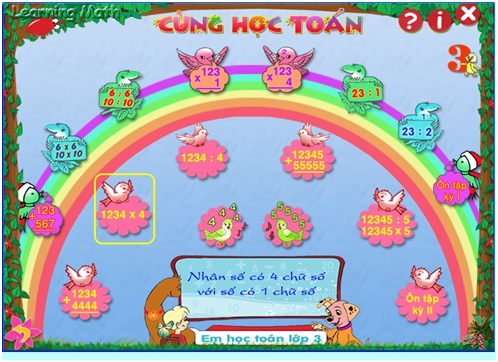 Learning Math
CÙNG HỌC TOÁN
? i ×
3
x 123
1
x 123
4
6 : 6
10 : 10
23 : 1
6 x 6
10 x 10
23 : 2
+ 123
567
1234 : 4
+ 12345
55555
Ôn tập
kỳ I
1234 x 4
4 4 4 4
5 5 5 5 5
12345 : 5
12345 x 5
+ 1234
4444
Nhân số có 4 chữ số
với số có 1 chữ số
Ôn tập
kỳ II
Em học toán lớp 3